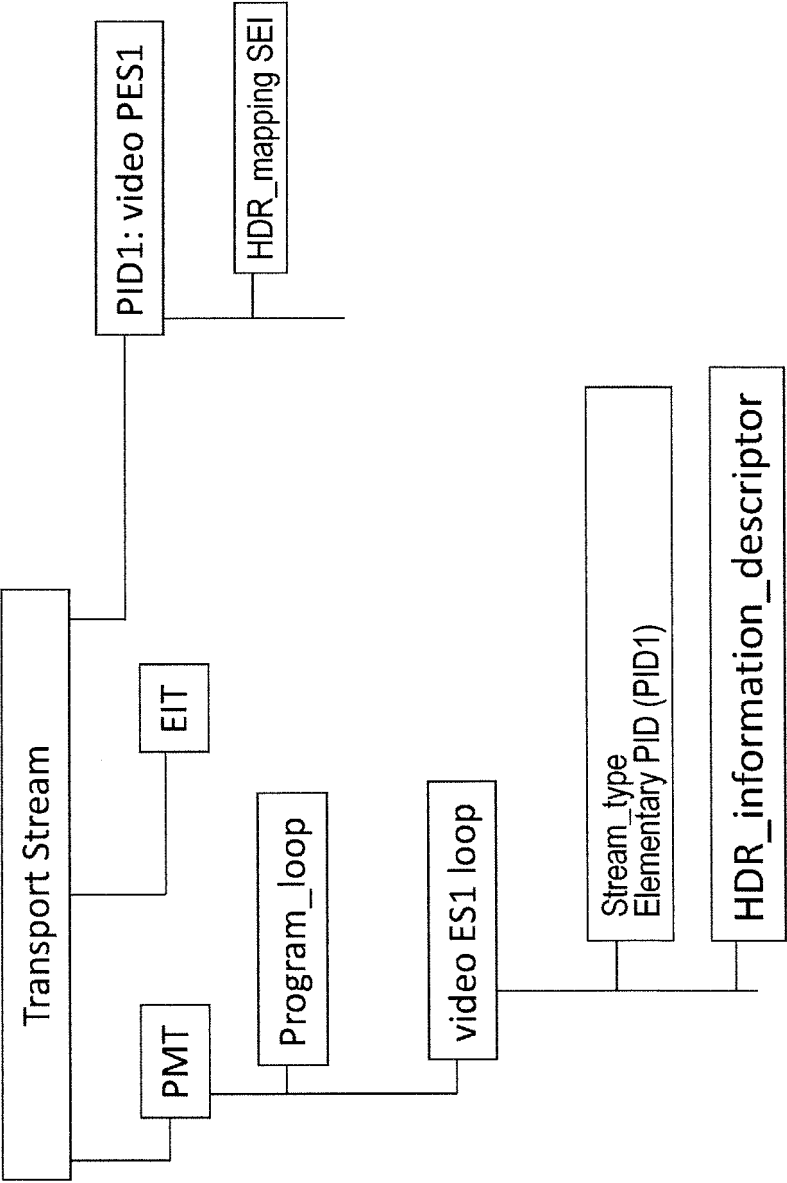 Transport Stream
PMT
Program_loop
video ES1 loop
Stream_type
Elementary PID (PID1)
HDR_information_descriptor
EIT
PID1: video PES1
HDR_mapping SEI